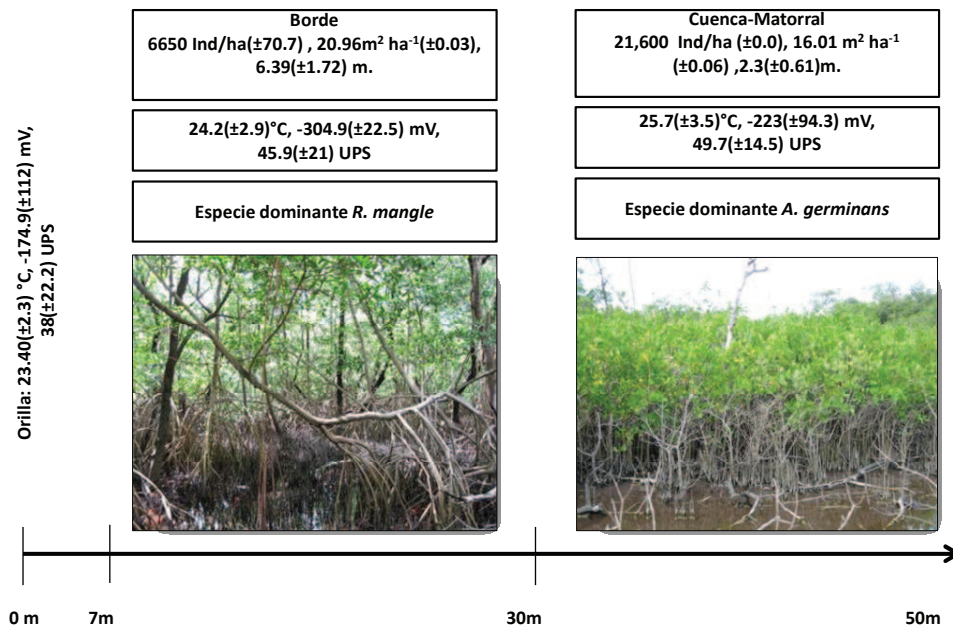 Borde
6650 Ind/ha(±70.7) , 20.96m² ha⁻¹(±0.03),
6.39(±1.72) m.
24.2(±2.9)°C, -304.9(±22.5) mV,
45.9(±21) UPS
Especie dominante R. mangle
Cuenca-Matorral
21,600 Ind/ha (±0.0), 16.01 m² ha⁻¹
(±0.06) ,2.3(±0.61)m.
25.7(±3.5)°C, -223(±94.3) mV,
49.7(±14.5) UPS
Especie dominante A. germinans
Orilla: 23.40(±2.3) °C, -174.9(±112) mV,
38(±22.2) UPS
0 m
7m
30m
50m